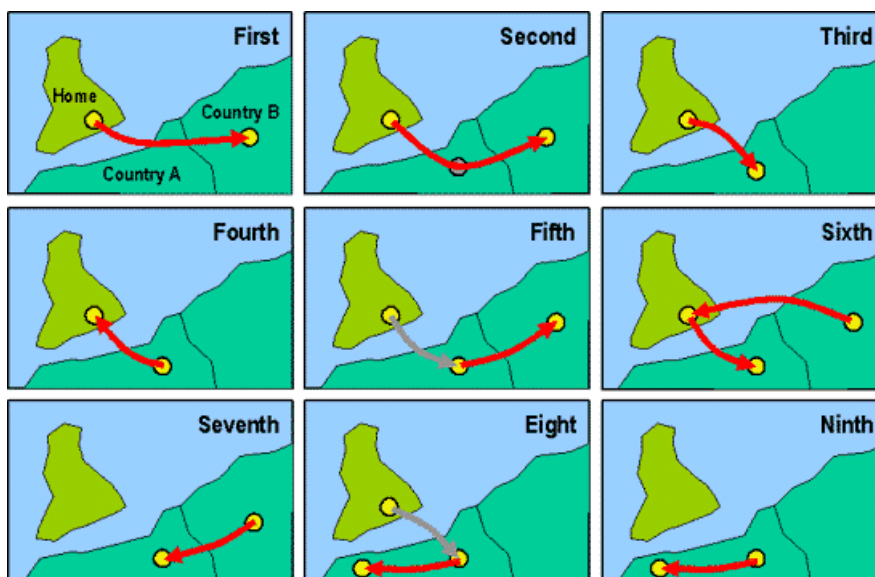 First
Home
Country B
Country A
Second
Third
Fourth
Fifth
Sixth
Seventh
Eight
Ninth